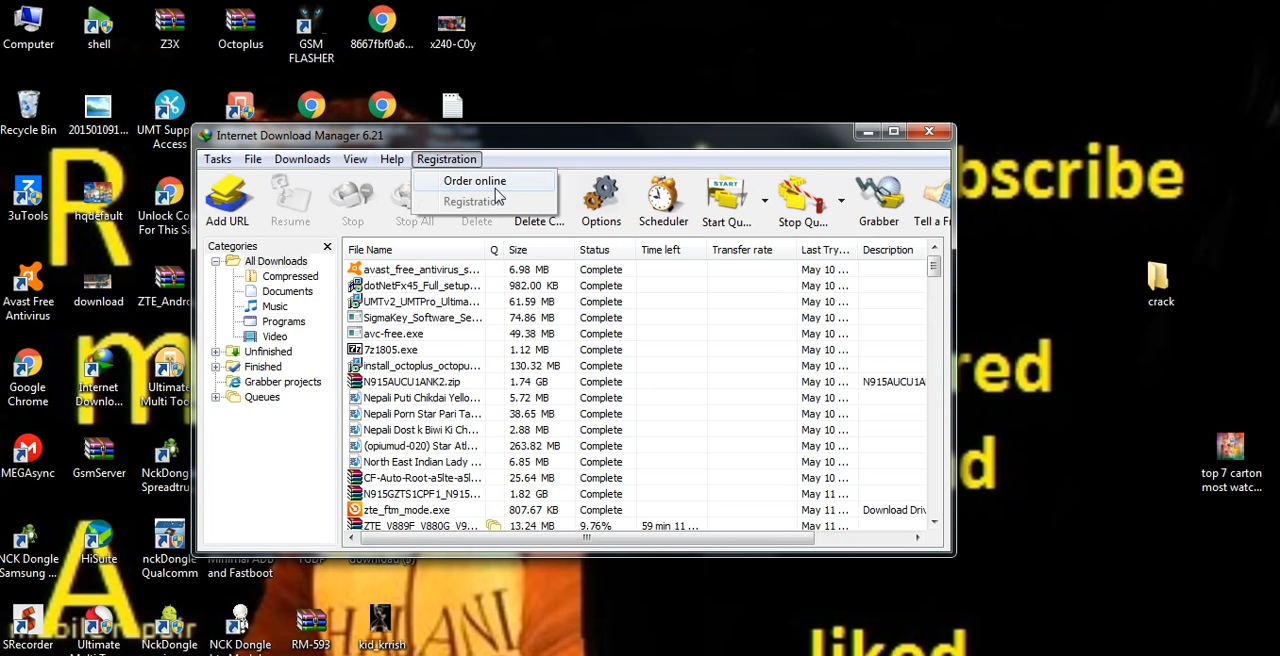 Computer
shell
Z3X
Octoplus
GSM
FLASHER
8667fbf0a6...
x240-C0y
Recycle Bin
201501091...
UMT Supp
Access
Internet Download Manager 6.21
Tasks File Downloads View Help Registration
Order online
Registration
Add URL
Resume
Stop
Stop All
Delete
Delete C...
Options
Scheduler
Start Qu...
START
Stop Qu...
Grabber
Tell a Fr
Categories
All Downloads
Compressed
Documents
Music
Programs
Video
Unfinished
Finished
Grabber projects
Queues
File Name Q Size Status Time left Transfer rate Last Try... Description
avast_free_antivirus_s... 6.98 MB Complete May 10 ...
dotNetFx45_Full_setup... 982.00 KB Complete May 10 ...
UMTv2_UMTPro_Ultima... 61.59 MB Complete May 10 ...
SigmaKey_Software_Se... 74.86 MB Complete May 10 ...
avc-free.exe 49.38 MB Complete May 10 ...
7z1805.exe 1.12 MB Complete May 10 ...
install_octoplus_octopu... 130.32 MB Complete May 10 ...
N915AUCU1ANK2.zip 1.74 GB Complete May 10 ... N915AUCU1A
Nepali Puti Chikdai Yello... 38.72 MB Complete May 10 ...
Nepali Porn Star Pari Ta... 38.65 MB Complete May 10 ...
Nepali Dost k Biwi Ki Ch... 2.88 MB Complete May 10 ...
(opiumud-020) Star Atl... 263.82 MB Complete May 10 ...
North East Indian Lady ... 6.85 MB Complete May 10 ...
CF-Auto-Root-a5lte-a5l... 25.64 MB Complete May 10 ...
N915GZTS1CPF1_N915... 1.82 GB Complete May 11 ...
zte_ftm_mode.exe 807.67 KB Complete May 11 ... Download Driv
ZTE_V889F_V880G_V9... 13.24 MB 9.76% 59 min 11 ... May 11 ...
3uTools
hqdefault
Unlock Co
For This Sa
Avast Free
Antivirus
download
ZTE_Andro
Google
Chrome
Internet
Downlo...
Ultimate
Multi Too
MEGAsync
GsmServer
NckDongle
Spreadtru
NCK Dongle
Samsung ...
HiSuite
nckDongle
Qualcomm
Minimal ADB
and Fastboot
SRecorder
Ultimate
NckDongle
NCK Dongle
RM-593
kid_krrish
R
m
A
bscribe
red
d
liked
crack
top 7 carton
most watc...